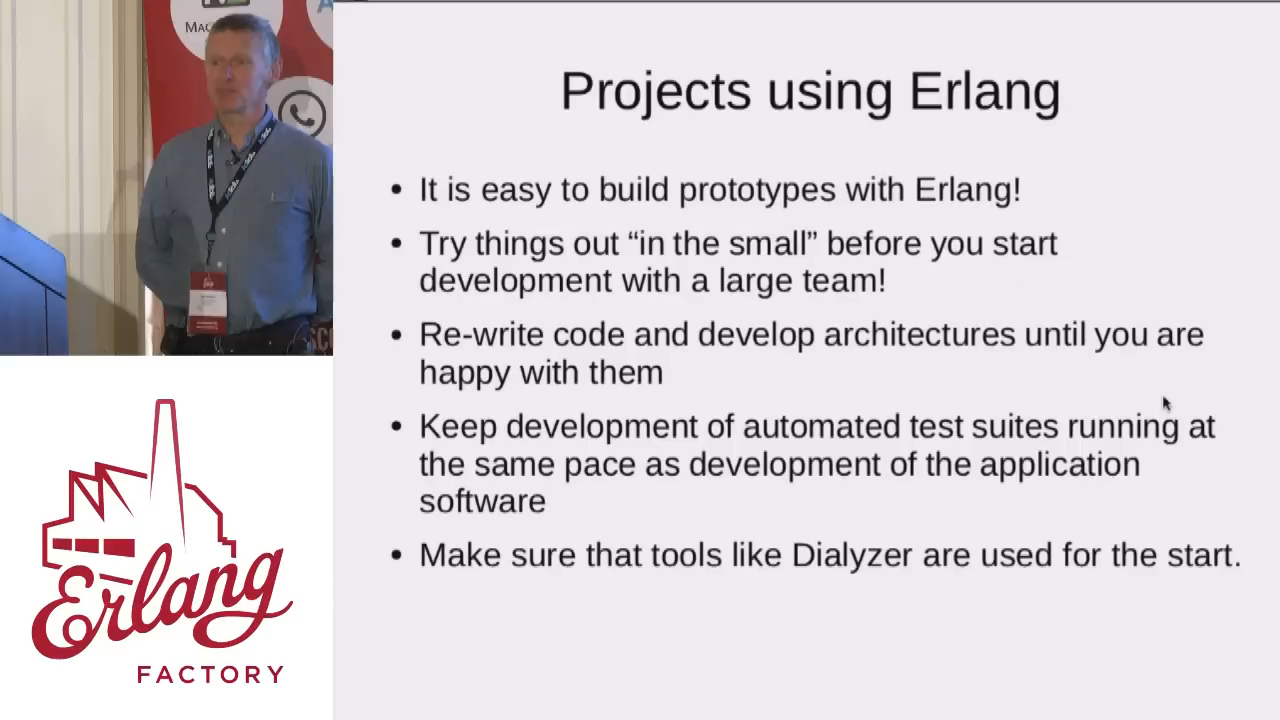 Projects using Erlang
• It is easy to build prototypes with Erlang!
• Try things out “in the small” before you start
development with a large team!
• Re-write code and develop architectures until you are
happy with them
• Keep development of automated test suites running at
the same pace as development of the application
software
• Make sure that tools like Dialyzer are used for the start.
Erlang
FACTORY